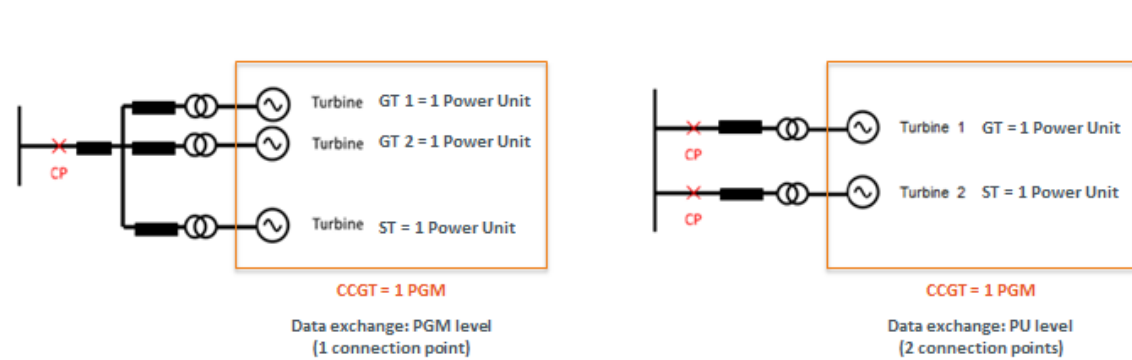 Turbine GT 1 = 1 Power Unit
Turbine GT 2 = 1 Power Unit
CP
Turbine ST = 1 Power Unit
CCGT = 1 PGM
Data exchange: PGM level
(1 connection point)
Turbine 1 GT = 1 Power Unit
CP
Turbine 2 ST = 1 Power Unit
CP
CCGT = 1 PGM
Data exchange: PU level
(2 connection points)